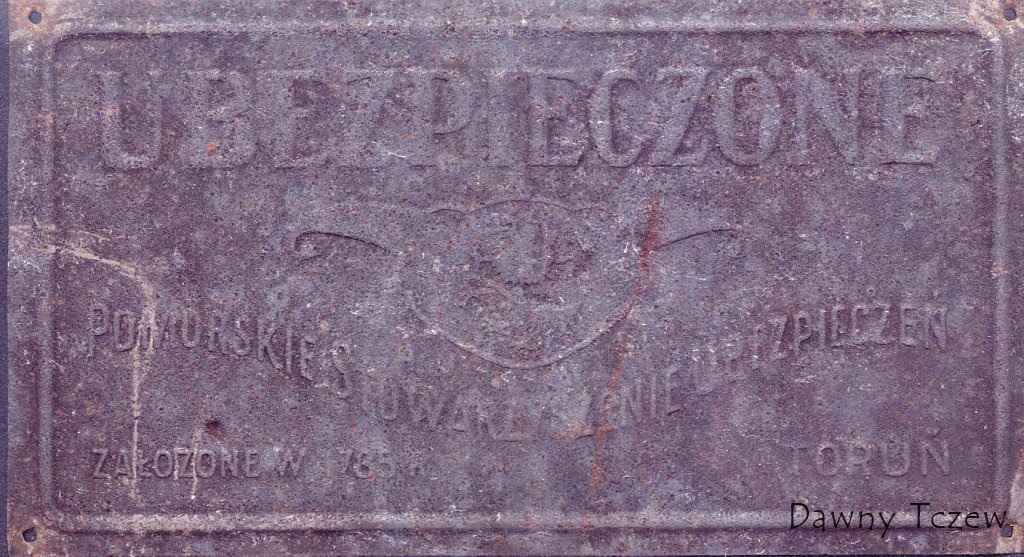 UBEZPIECZONE
POMORSKIE STOWARZYSZENIE UBEZPIECZEŃ
ZAŁOŻONE W 1785 R
TORUŃ
Dawny Tczew